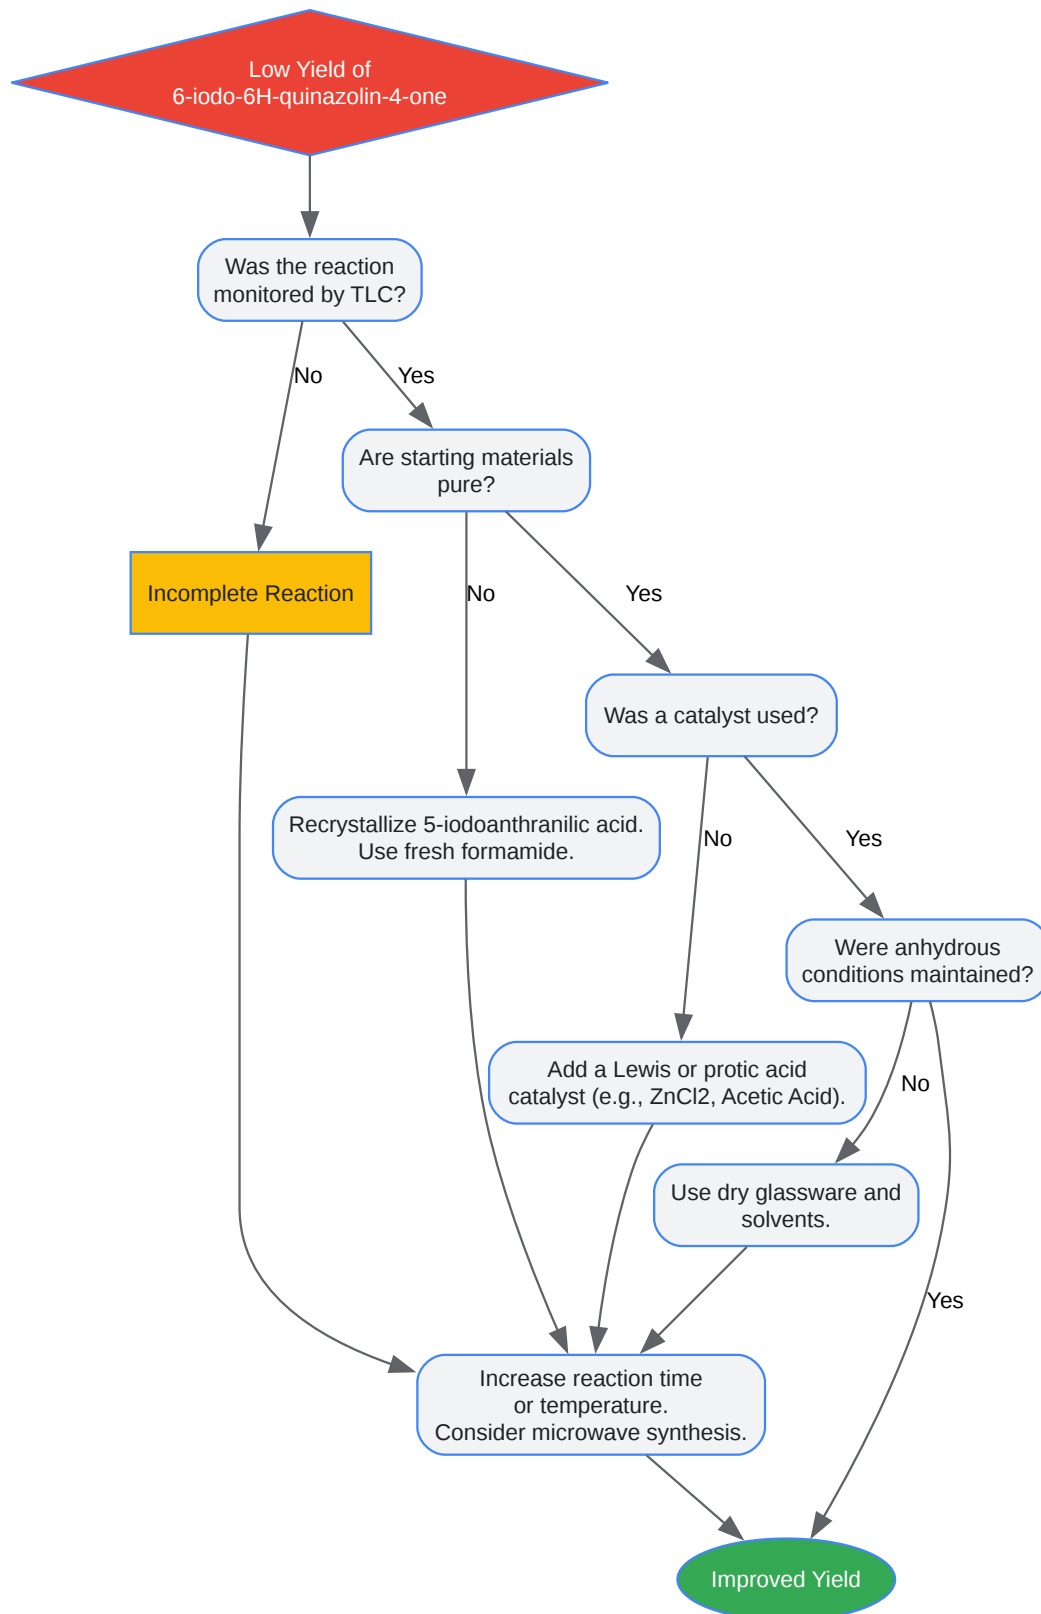 Low Yield of
6-iodo-6H-quinazolin-4-one
Was the reaction
monitored by TLC?
No
Yes
Are starting materials
pure?
Incomplete Reaction
No
Yes
Was a catalyst used?
Recrystallize 5-iodoanthranilic acid.
Use fresh formamide.
No
Yes
Were anhydrous
conditions maintained?
Add a Lewis or protic acid
catalyst (e.g., ZnCl2, Acetic Acid).
No
Use dry glassware and
solvents.
Yes
Increase reaction time
or temperature.
Consider microwave synthesis.
Improved Yield